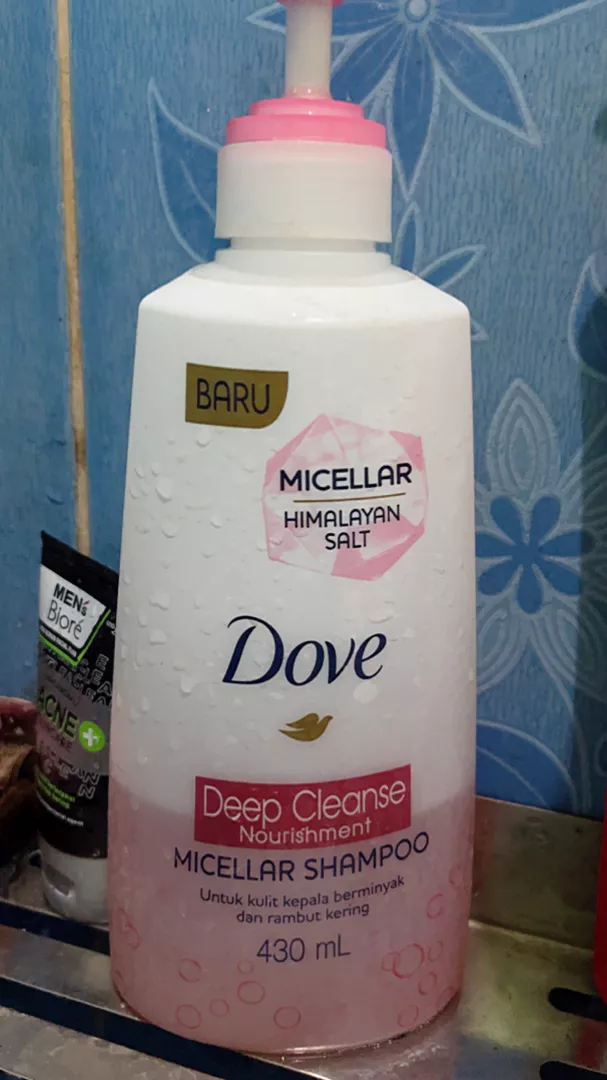 BARU
MICELLAR
HIMALAYAN
SALT
Dove
Deep Cleanse
Nourishment
MICELLAR SHAMPOO
Untuk kulit kepala berminyak
dan rambut kering
430 mL
MEN's
Bioré
ACNE